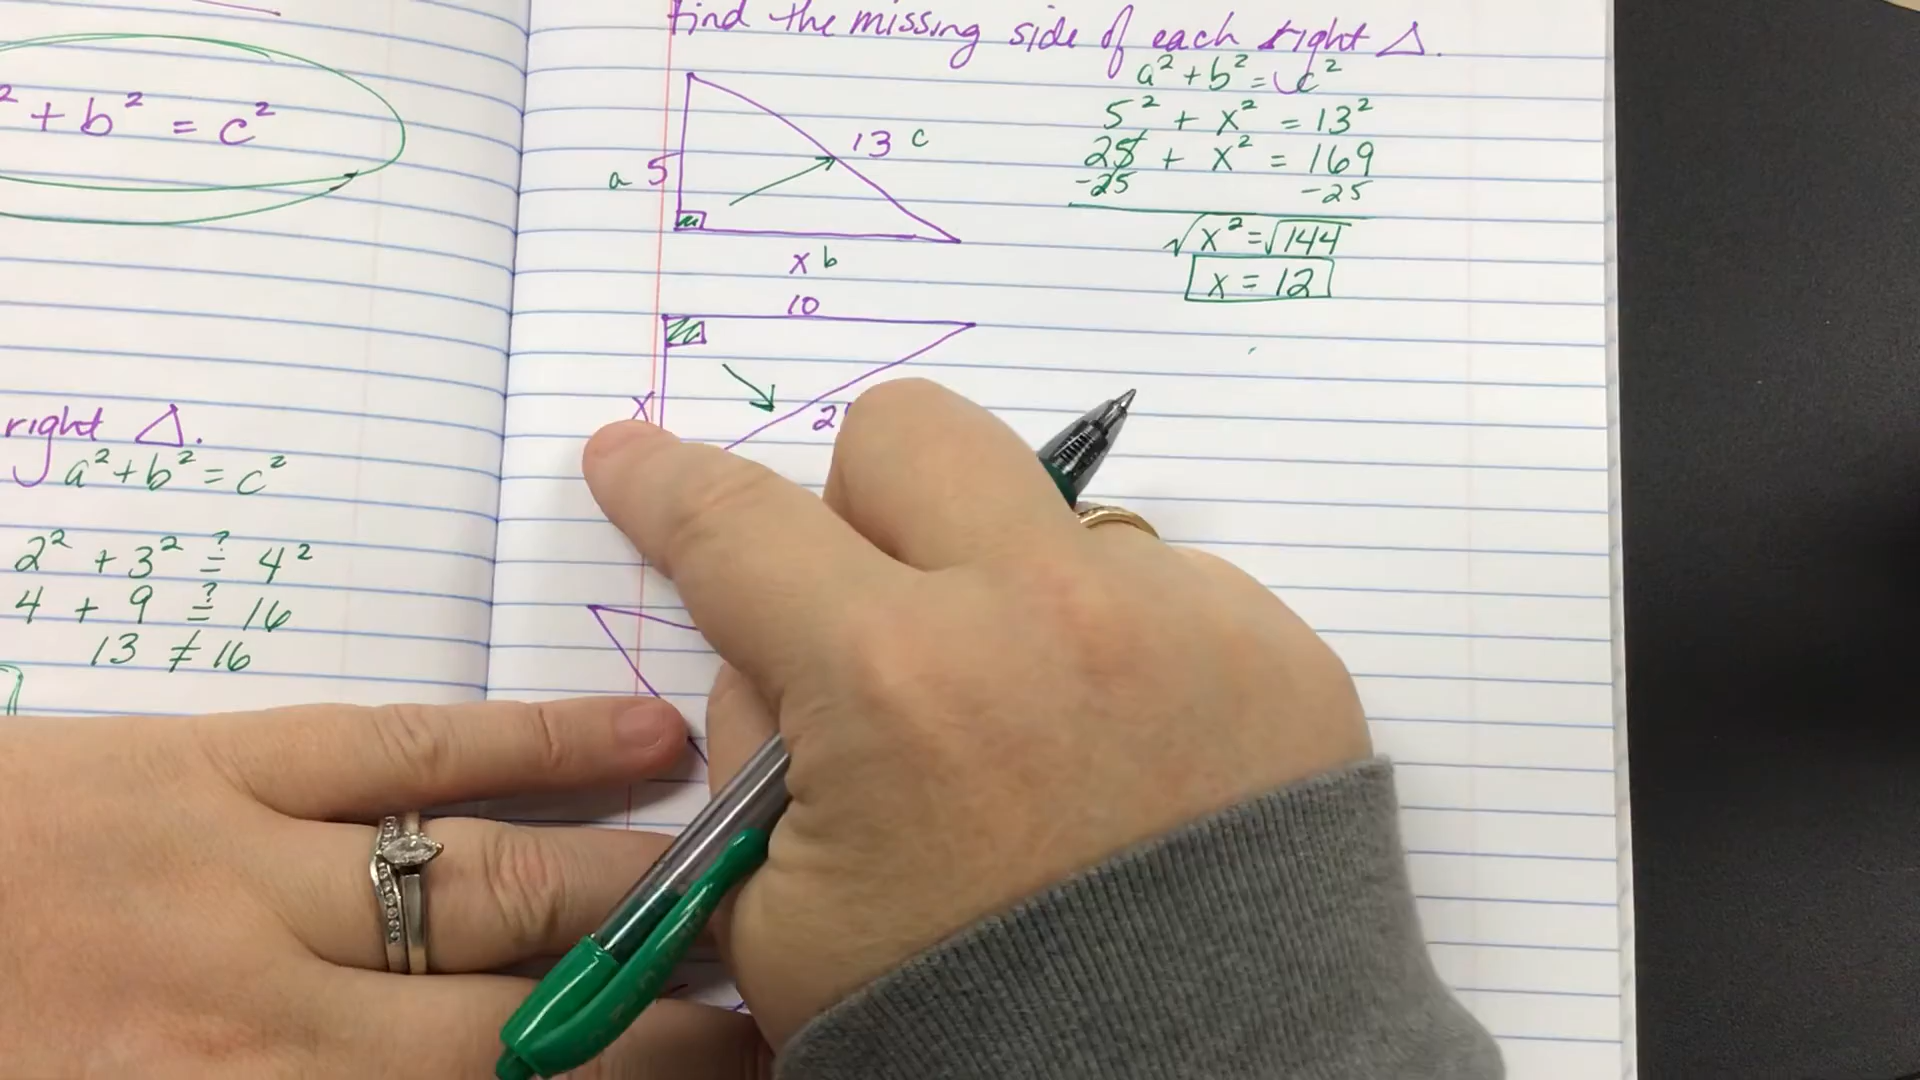 ² + b² = c²
right △.
a² + b² = c²
2² + 3² ≟ 4²
4 + 9 ≟ 16
13 ≠ 16
find the missing side of each right △.
a² + b² = c²
5² + x² = 13²
25 + x² = 169
-25 -25
√x² = √144
x = 12
13 c
a 5
x b
10
x